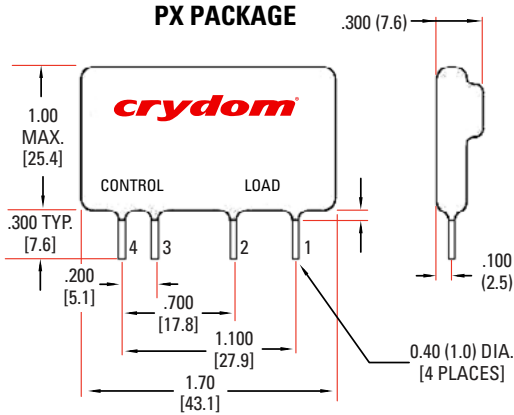 PX PACKAGE
.300 (7.6)
crydom
1.00
MAX.
[25.4]
CONTROL LOAD
.300 TYP.
[7.6]
4 3 2 1
.200
[5.1]
.700
[17.8]
.100
(2.5)
1.100
[27.9]
0.40 (1.0) DIA.
[4 PLACES]
1.70
[43.1]